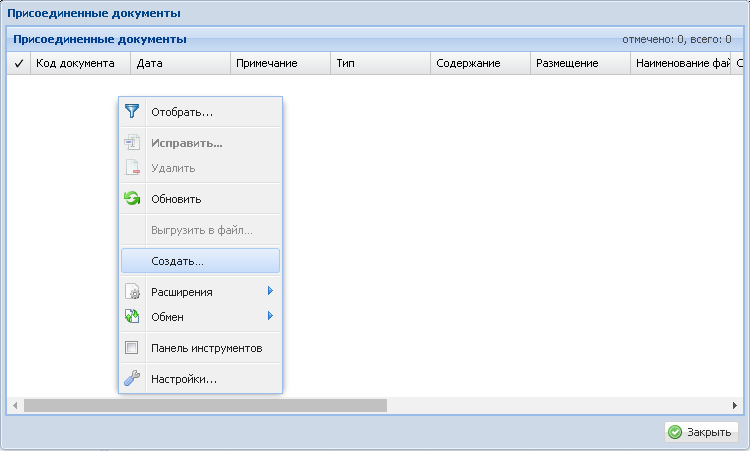 Присоединенные документы
Присоединенные документы отмечено: 0, всего: 0
Код документа Дата Примечание Тип Содержание Размещение Наименование фай С
Отобрать...
Исправить...
Удалить
Обновить
Выгрузить в файл...
Создать...
Расширения
Обмен
Панель инструментов
Настройки...
Закрыть